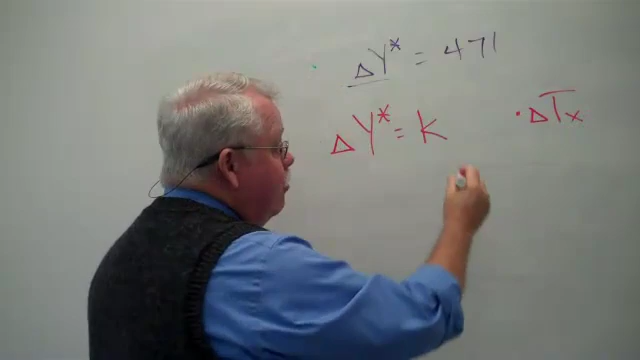 ΔY* = 471
ΔY* = k · ΔTx